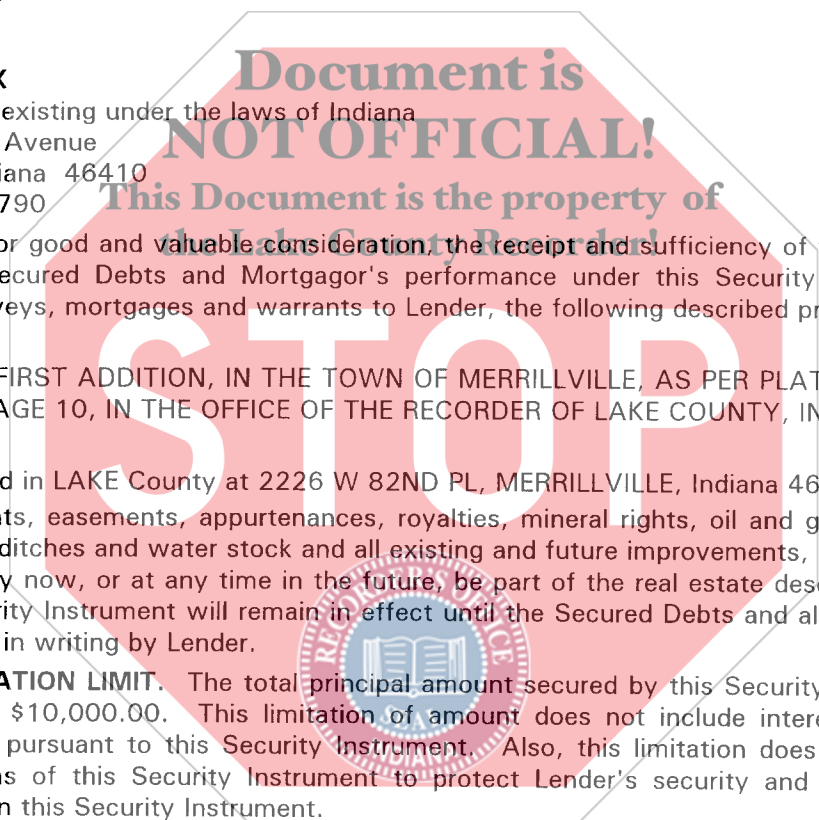 Document is
NOT OFFICIAL!
This Document is the property of
the Lake County Recorder!
STOP
existing under the laws of Indiana
Avenue
iana 46410
790
or good and valuable consideration, the receipt and sufficiency of
ecured Debts and Mortgagor's performance under this Security
veys, mortgages and warrants to Lender, the following described pr
FIRST ADDITION, IN THE TOWN OF MERRILLVILLE, AS PER PLAT
AGE 10, IN THE OFFICE OF THE RECORDER OF LAKE COUNTY, IN
d in LAKE County at 2226 W 82ND PL, MERRILLVILLE, Indiana 46
ts, easements, appurtenances, royalties, mineral rights, oil and g
ditches and water stock and all existing and future improvements,
y now, or at any time in the future, be part of the real estate desc
rity Instrument will remain in effect until the Secured Debts and al
in writing by Lender.
ATION LIMIT. The total principal amount secured by this Security
$10,000.00. This limitation of amount does not include intere
pursuant to this Security Instrument. Also, this limitation does
ns of this Security Instrument to protect Lender's security and
n this Security Instrument.
RECORDER'S OFFICE
SEAL
INDIANA